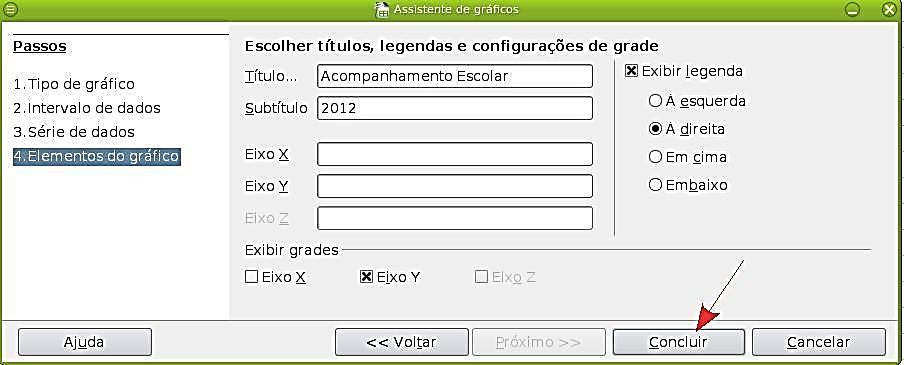 Assistente de gráficos
Passos
1.Tipo de gráfico
2.Intervalo de dados
3.Série de dados
4.Elementos do gráfico
Escolher títulos, legendas e configurações de grade
Título... Acompanhamento Escolar
Subtítulo 2012
Eixo X
Eixo Y
Eixo Z
Exibir legenda
À esquerda
À direita
Em cima
Embaixo
Exibir grades
Eixo X Eixo Y Eixo Z
Ajuda << Voltar Próximo >> Concluir Cancelar